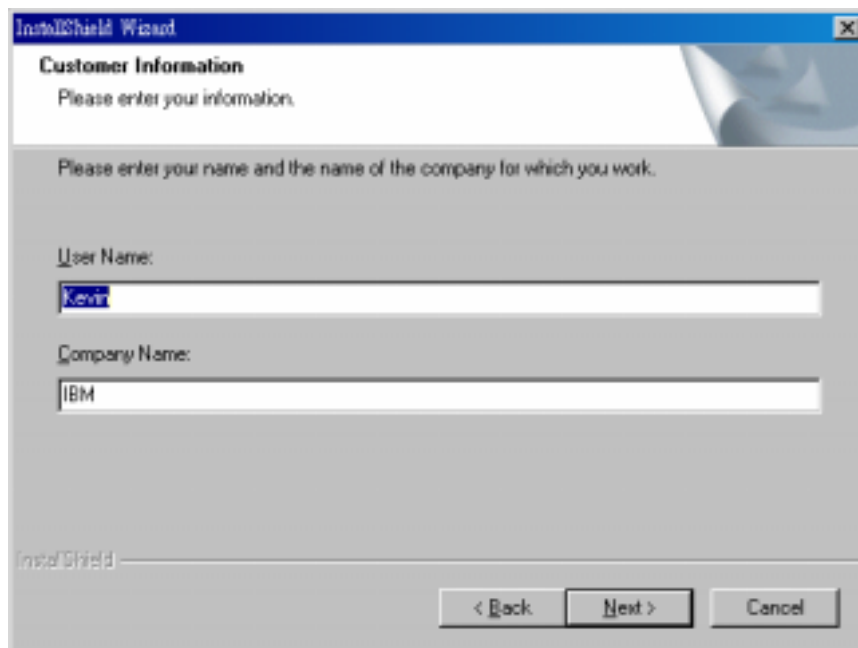 InstallShield Wizard
Customer Information
Please enter your information.
Please enter your name and the name of the company for which you work.
User Name:
Kevin
Company Name:
IBM
InstallShield
< Back
Next >
Cancel